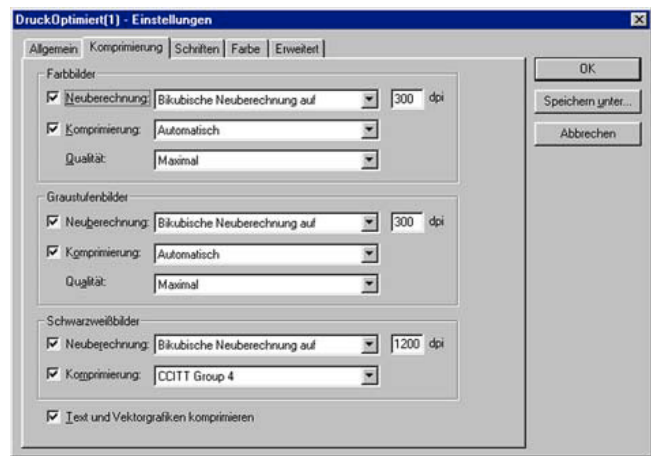 DruckOptimiert(1) - Einstellungen
Allgemein Komprimierung Schriften Farbe Erweitert
Farbbilder
Neuberechnung: Bikubische Neuberechnung auf 300 dpi
Komprimierung: Automatisch
Qualität: Maximal
Graustufenbilder
Neuberechnung: Bikubische Neuberechnung auf 300 dpi
Komprimierung: Automatisch
Qualität: Maximal
Schwarzweißbilder
Neuberechnung: Bikubische Neuberechnung auf 1200 dpi
Komprimierung: CCITT Group 4
Text und Vektorgrafiken komprimieren
OK
Speichern unter...
Abbrechen